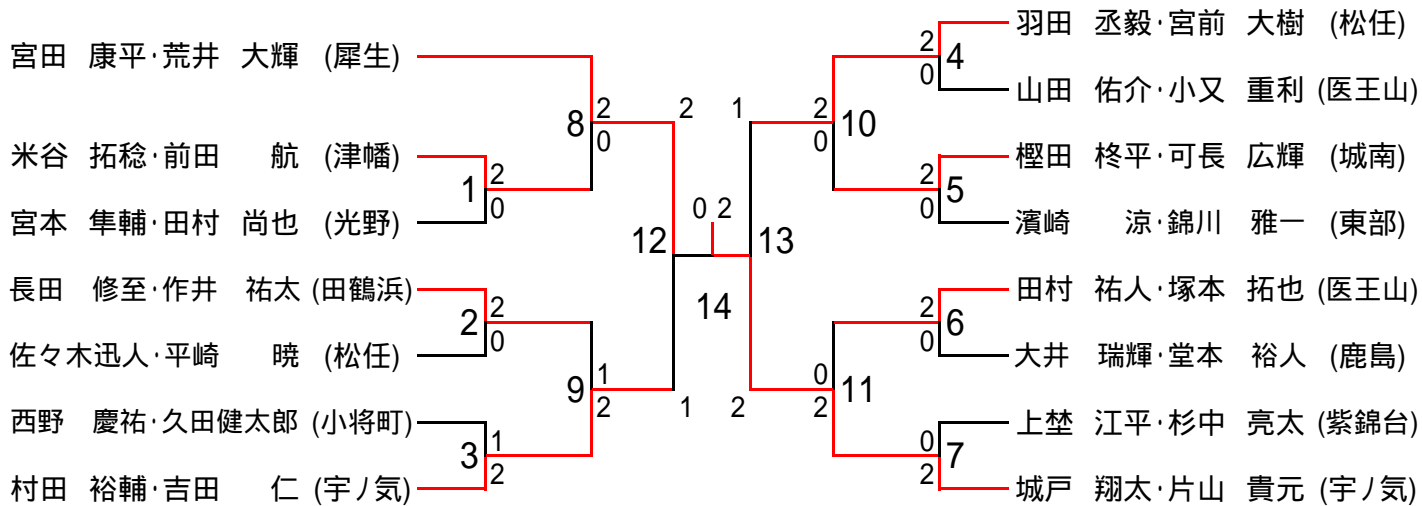 宮田 康平・荒井 大輝 (犀生)
米谷 拓稔・前田 航 (津幡)
宮本 隼輔・田村 尚也 (光野)
長田 修至・作井 祐太 (田鶴浜)
佐々木迅人・平崎 暁 (松任)
西野 慶祐・久田健太郎 (小将町)
村田 裕輔・吉田 仁 (宇ノ気)
1
2
0
2
2
0
3
1
2
8
2
0
9
1
2
12
2
1
0 2
14
13
1
2
10
2
0
11
0
2
4
2
0
5
2
0
6
2
0
7
0
2
羽田 丞毅・宮前 大樹 (松任)
山田 佑介・小又 重利 (医王山)
樫田 柊平・可長 広輝 (城南)
濱崎 涼・錦川 雅一 (東部)
田村 祐人・塚本 拓也 (医王山)
大井 瑞輝・堂本 裕人 (鹿島)
上埜 江平・杉中 亮太 (紫錦台)
城戸 翔太・片山 貴元 (宇ノ気)